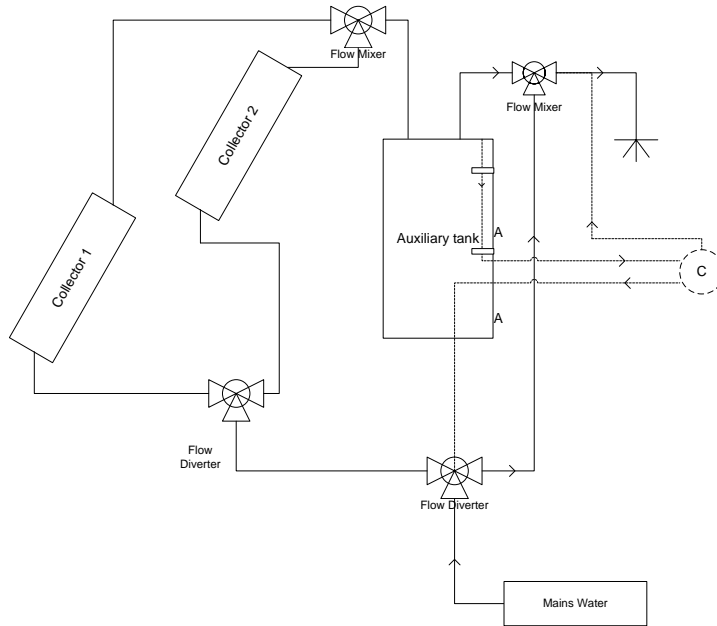 Flow Mixer
Collector 2
Flow Mixer
Collector 1
Auxiliary tank
A
C
A
Flow
Diverter
Flow Diverter
Mains Water